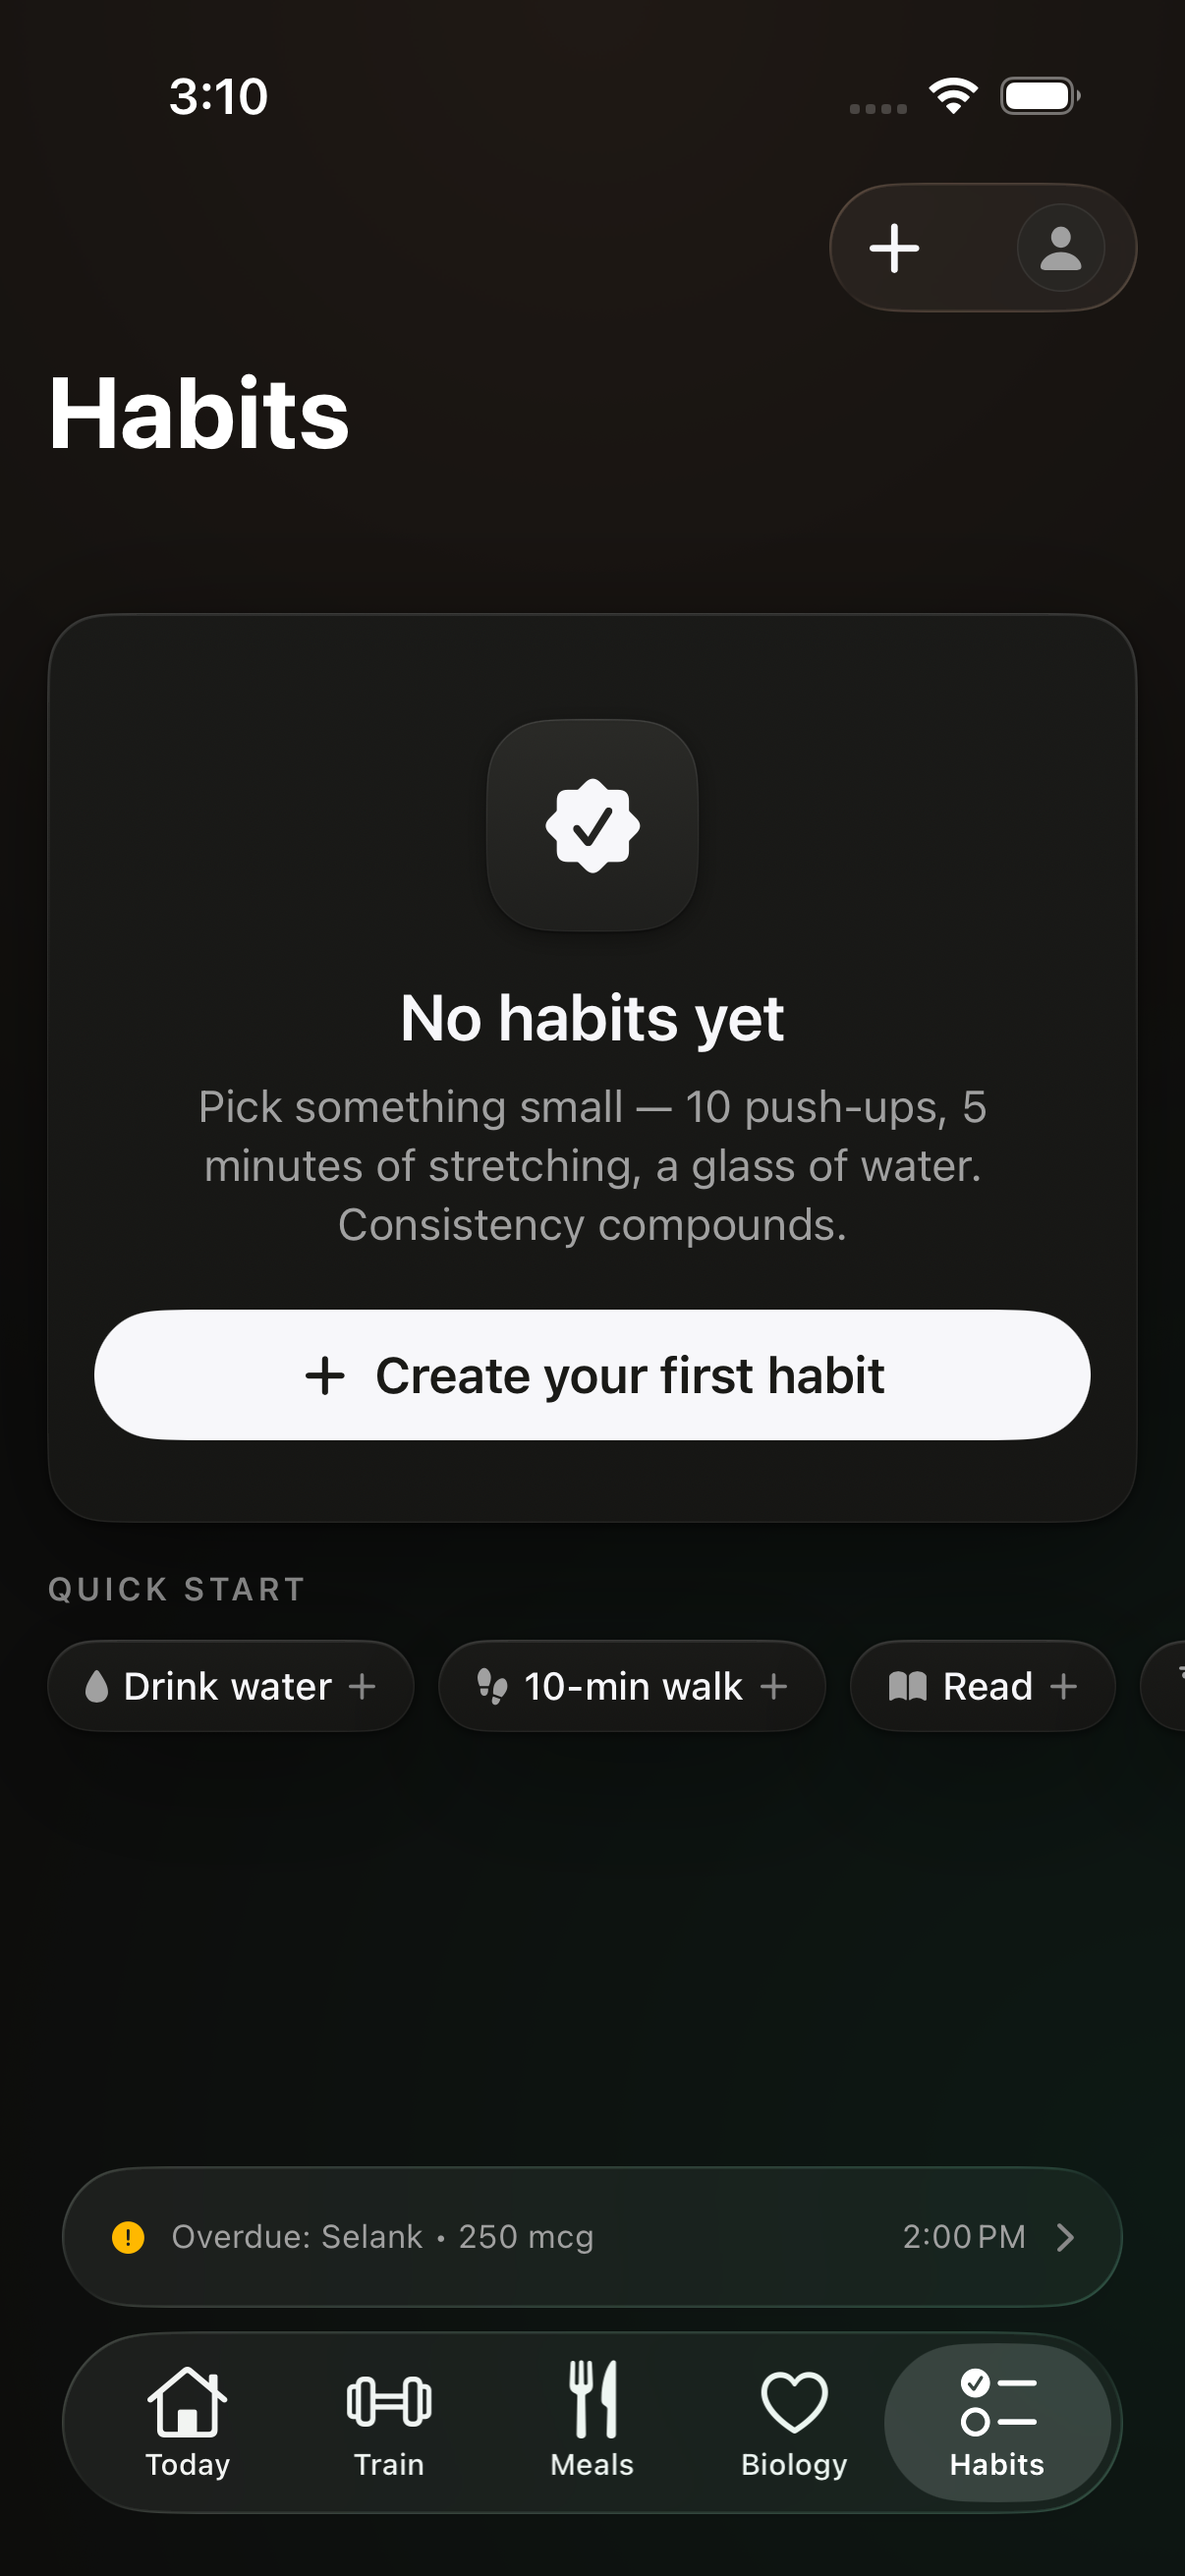 3:10
Habits
No habits yet
Pick something small — 10 push-ups, 5
minutes of stretching, a glass of water.
Consistency compounds.
+ Create your first habit
QUICK START
Drink water +
10-min walk +
Read +
Overdue: Selank • 250 mcg
2:00 PM
Today
Train
Meals
Biology
Habits